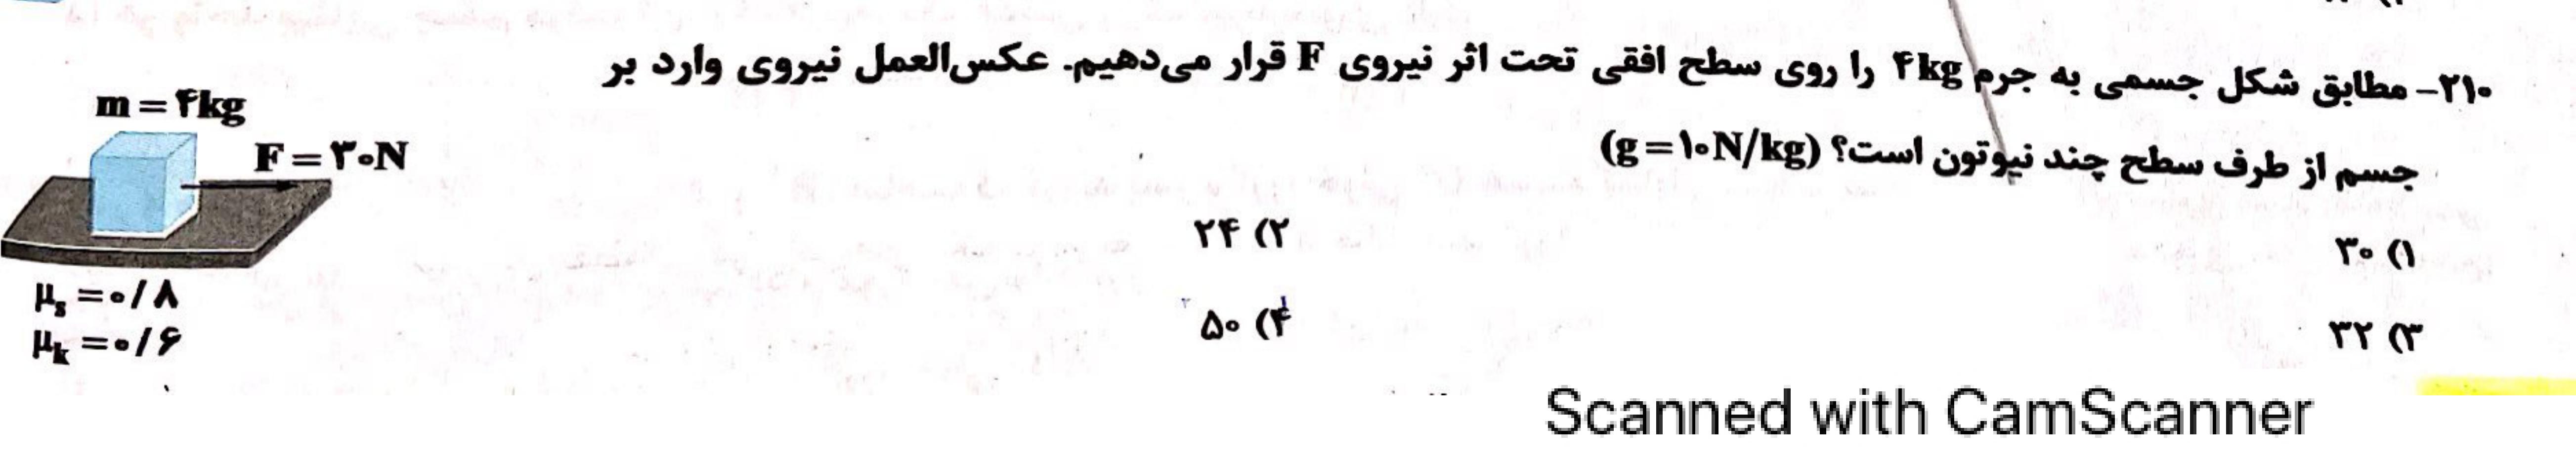 ۲۱۰- مطابق شکل جسمی به جرم ۴kg را روی سطح افقی تحت اثر نیروی F قرار می‌دهیم. عکس‌العمل نیروی وارد بر
جسم از طرف سطح چند نیوتون است؟ (g=۱۰N/kg)
m=۴kg
F=۳۰N
μs=۰/۸
μk=۰/۶
۱) ۳۰
۲) ۲۴
۳) ۳۲
۴) ۵۰
Scanned with CamScanner